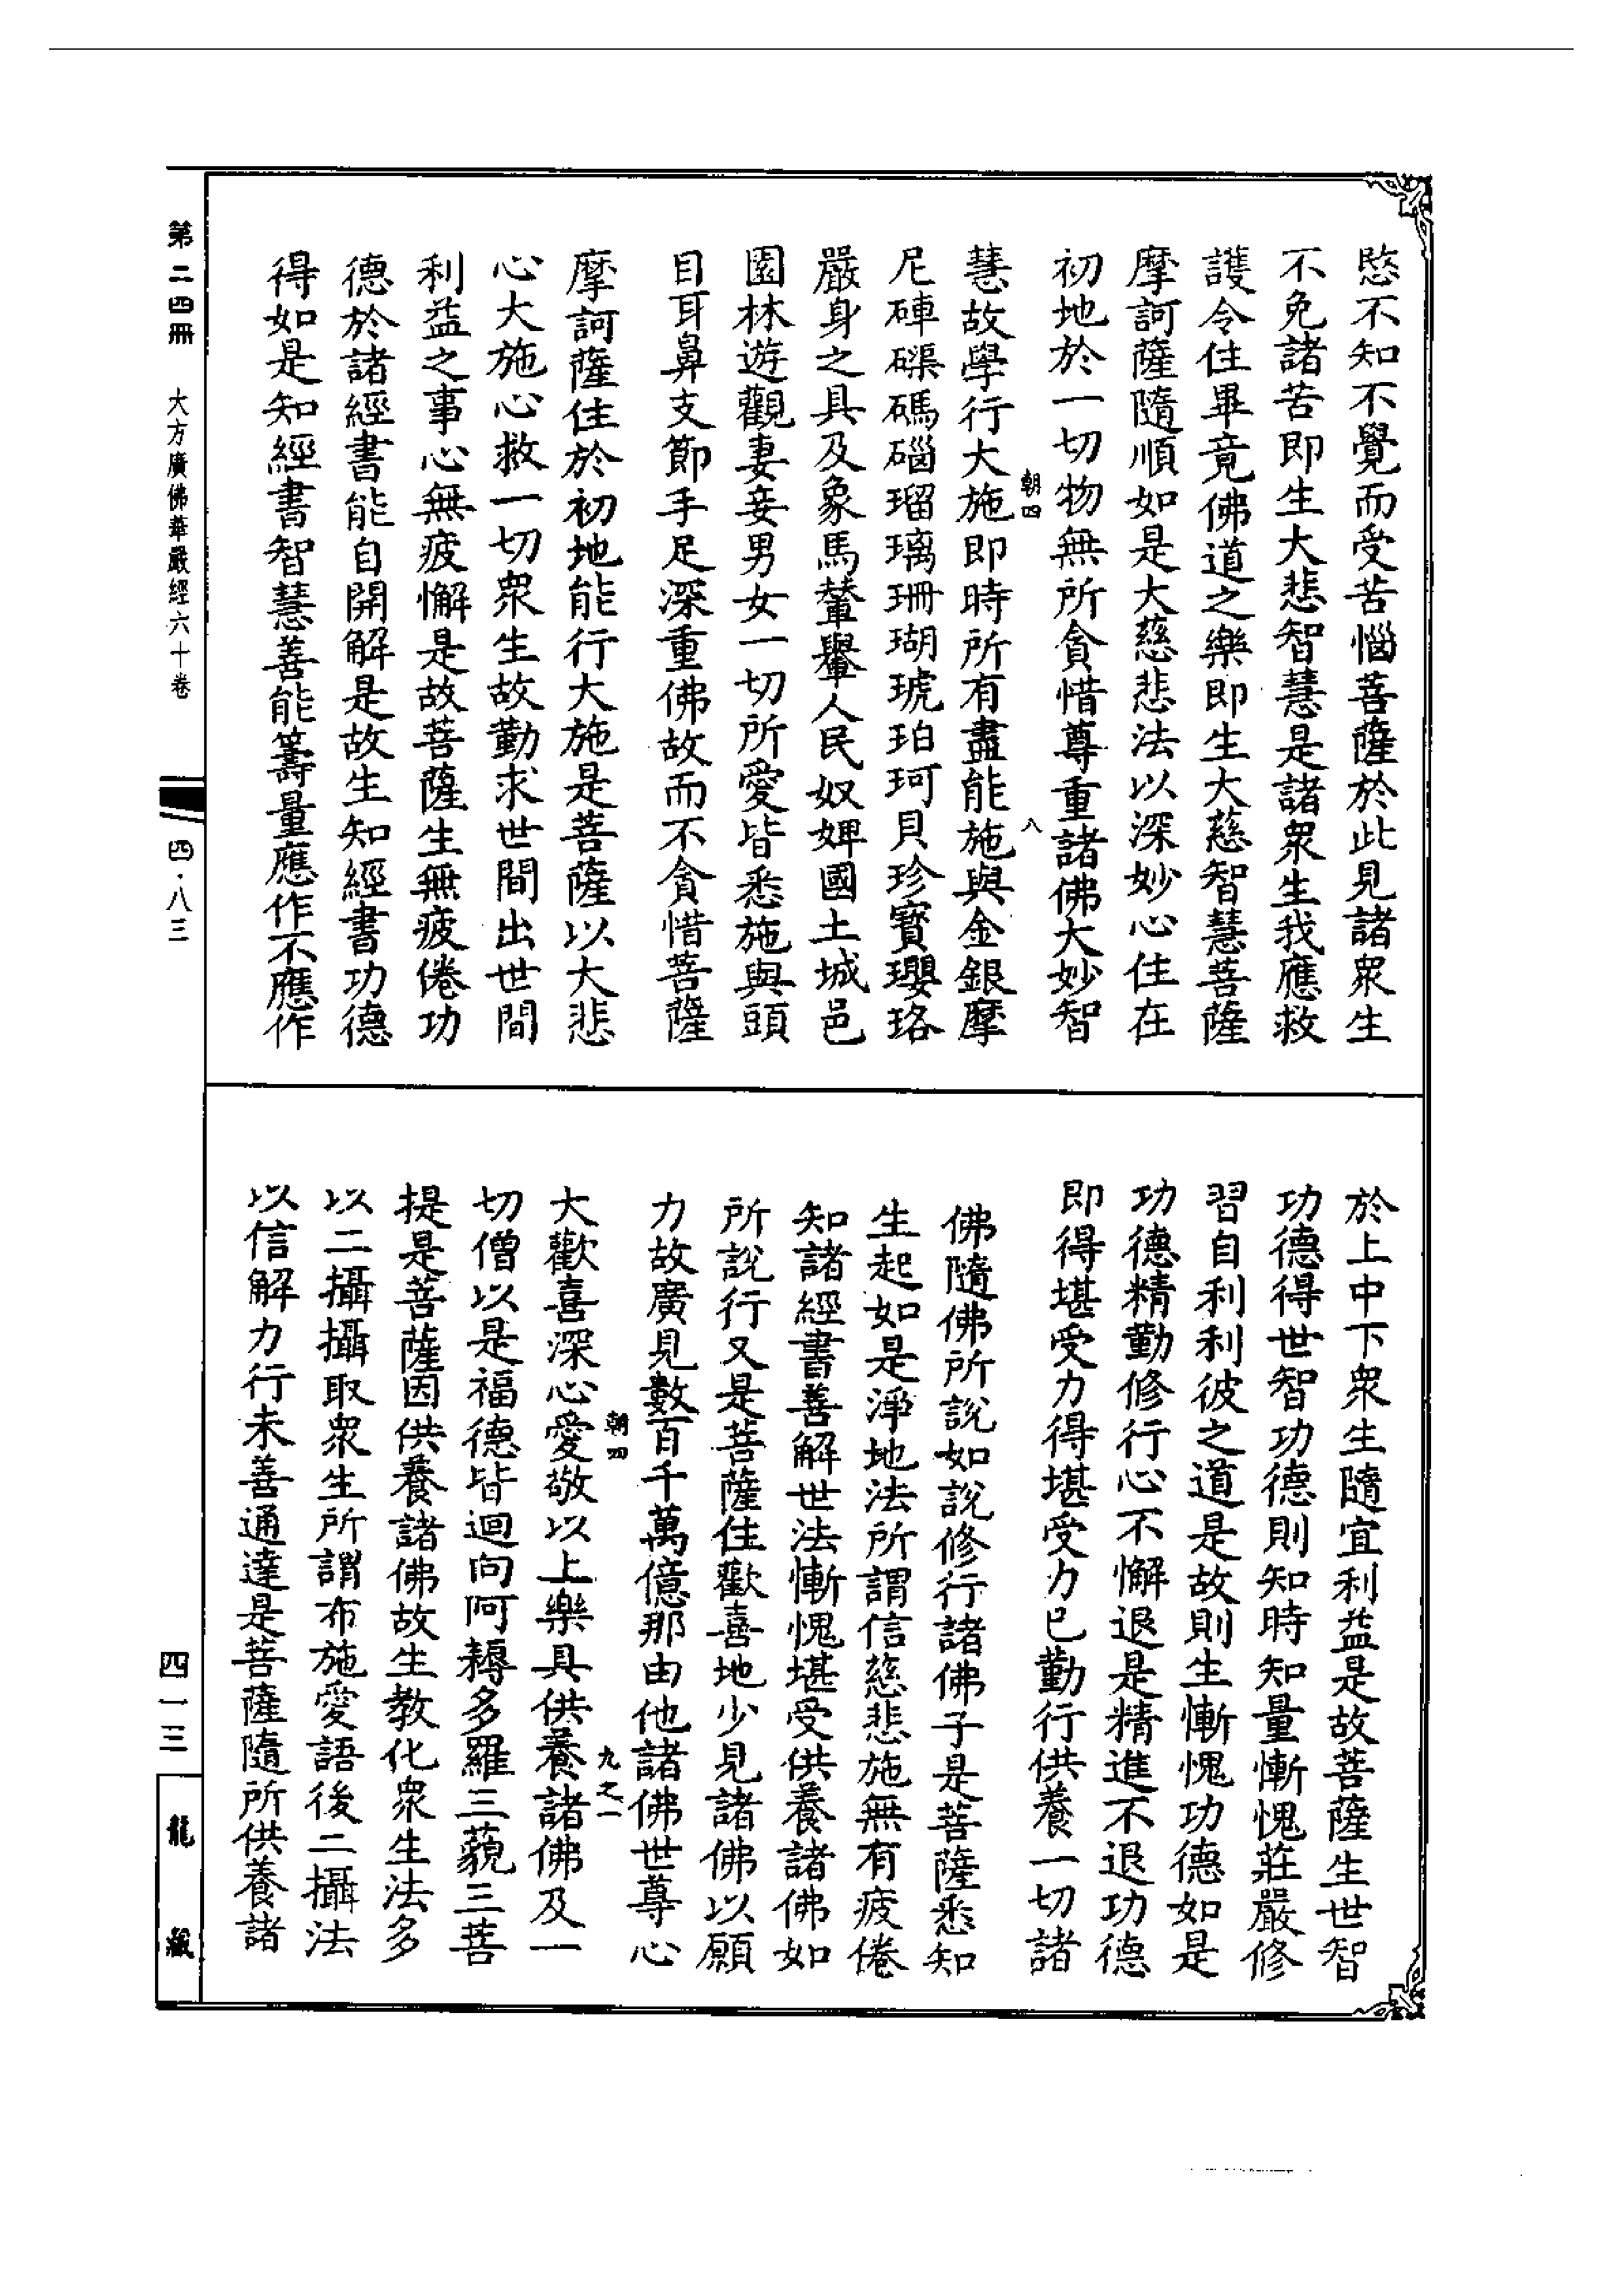 愍不知不覺而受苦惱菩薩於此見諸衆生
不免諸苦即生大悲智慧是諸衆生我應救
護令住畢竟佛道之樂即生大慈智慧菩薩
摩訶薩隨順如是大慈悲法以深妙心住在
初地於一切物無所貪惜尊重諸佛大妙智
朝四 八
慧故學行大施即時所有盡能施與金銀摩
尼硨磲碼碯瑠璃珊瑚琥珀珂貝珍寶瓔珞
嚴身之具及象馬輦轝人民奴婢國土城邑
園林遊觀妻妾男女一切所愛皆悉施與頭
目耳鼻支節手足深重佛故而不貪惜菩薩
摩訶薩住於初地能行大施是菩薩以大悲
心大施心救一切衆生故勤求世間出世間
利益之事心無疲懈是故菩薩生無疲倦功
德於諸經書能自開解是故生知經書功德
得如是知經書智慧善能籌量應作不應作
於上中下衆生隨宜利益是故菩薩生世智
功德得世智功德則知時知量慚愧莊嚴修
習自利利彼之道是故則生慚愧功德如是
功德精勤修行心不懈退是精進不退功德
即得堪受力得堪受力已勤行供養一切諸
佛隨佛所說如說修行諸佛子是菩薩悉知
生起如是淨地法所謂信慈悲施無有疲倦
知諸經書善解世法慚愧堪受供養諸佛如
所說行又是菩薩住歡喜地少見諸佛以願
力故廣見數百千萬億那由他諸佛世尊心
朝四 九之一
大歡喜深心愛敬以上樂具供養諸佛及一
切僧以是福德皆迴向阿耨多羅三藐三菩
提是菩薩因供養諸佛故生教化衆生法多
以二攝攝取衆生所謂布施愛語後二攝法
以信解力行未善通達是菩薩隨所供養諸
第二四冊 大方廣佛華嚴經六十卷 四·八三
四一三
龍藏